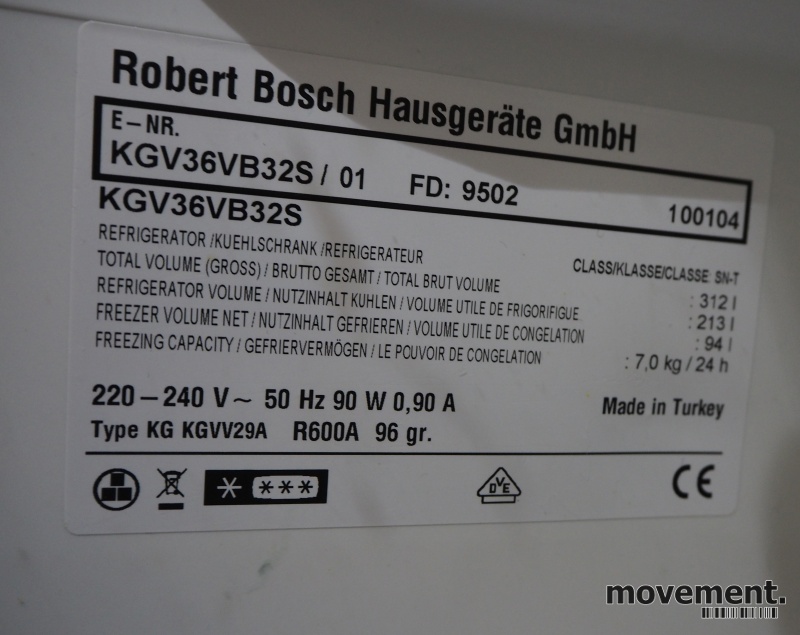 Robert Bosch Hausgeräte GmbH
E-NR.
KGV36VB32S / 01 FD: 9502 100104
KGV36VB32S
REFRIGERATOR /KUEHLSCHRANK /REFRIGERATEUR CLASS/KLASSE/CLASSE: SN-T
TOTAL VOLUME (GROSS) / BRUTTO GESAMT / TOTAL BRUT VOLUME : 312 l
REFRIGERATOR VOLUME / NUTZINHALT KUHLEN / VOLUME UTILE DE FRIGORIFIQUE : 213 l
FREEZER VOLUME NET / NUTZINHALT GEFRIEREN / VOLUME UTILE DE CONGELATION : 94 l
FREEZING CAPACITY / GEFRIERVERMÖGEN / LE POUVOIR DE CONGELATION : 7,0 kg / 24 h
220-240 V~ 50 Hz 90 W 0,90 A Made in Turkey
Type KG KGVV29A R600A 96 gr.
DVE CE
movement.